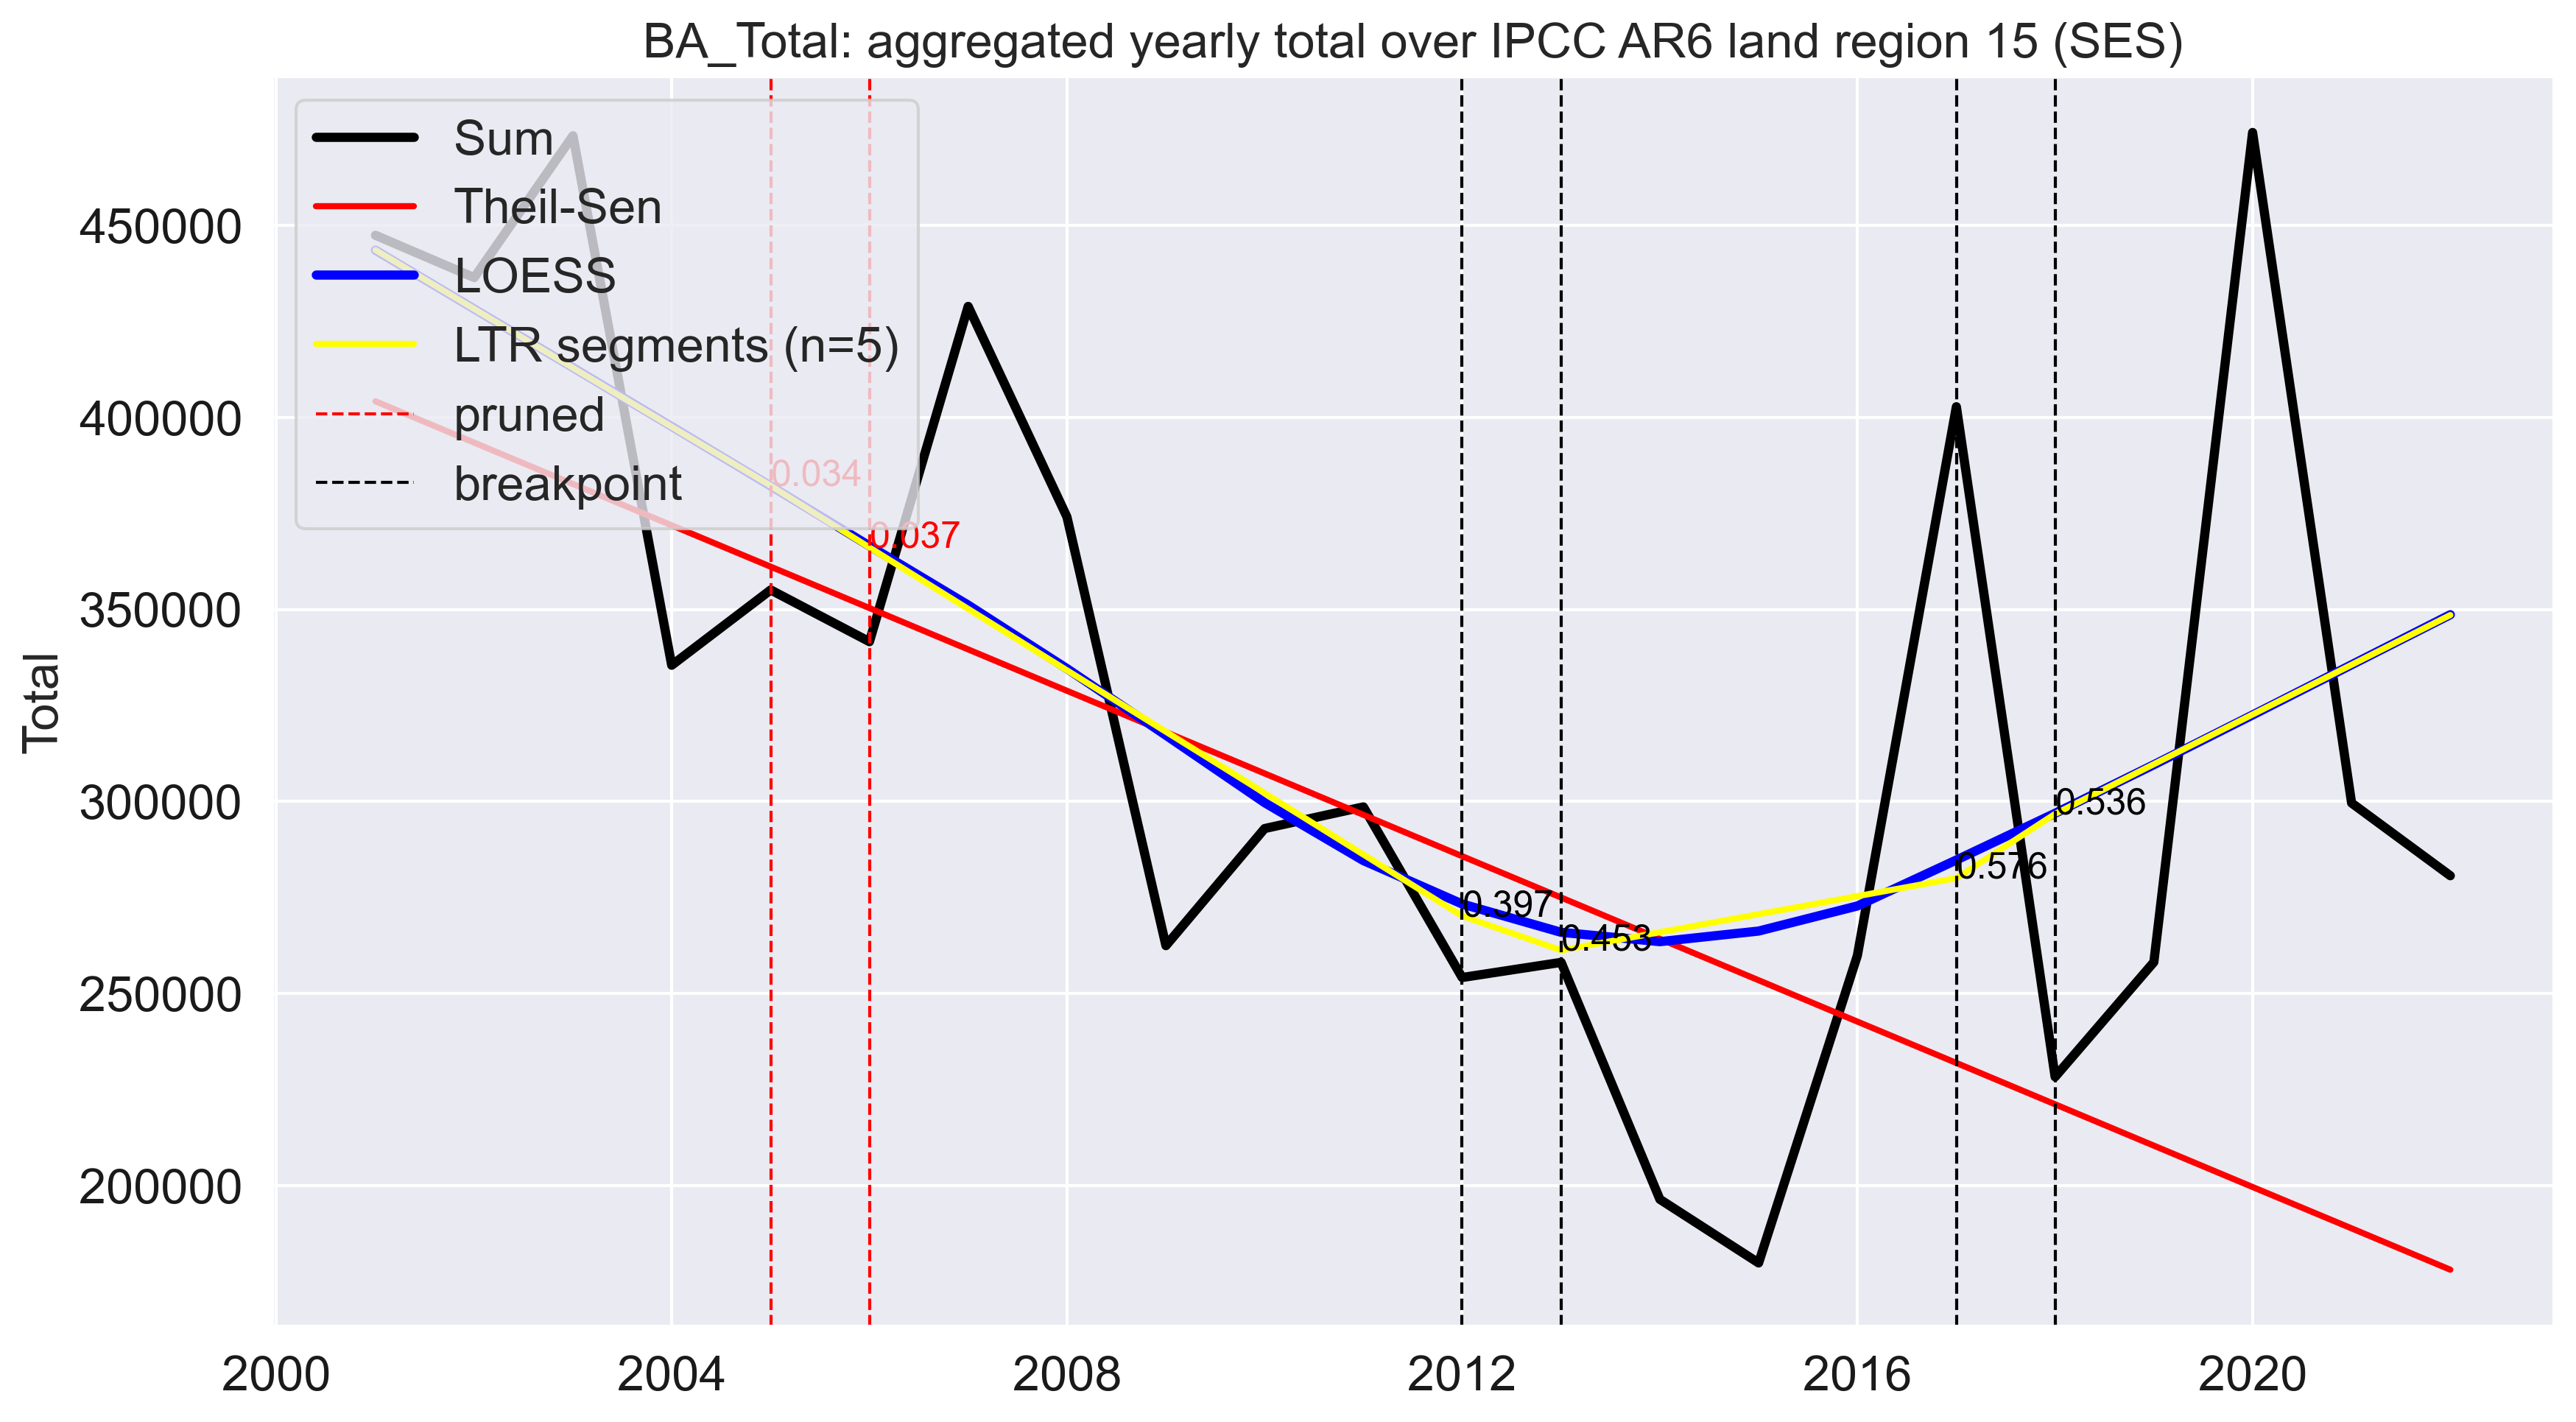 BA_Total: aggregated yearly total over IPCC AR6 land region 15 (SES)
Sum
Theil-Sen
LOESS
LTR segments (n=5)
pruned
breakpoint
Total
450000
400000
350000
300000
250000
200000
0.034
0.037
0.397
0.453
0.576
0.536
2000
2004
2008
2012
2016
2020